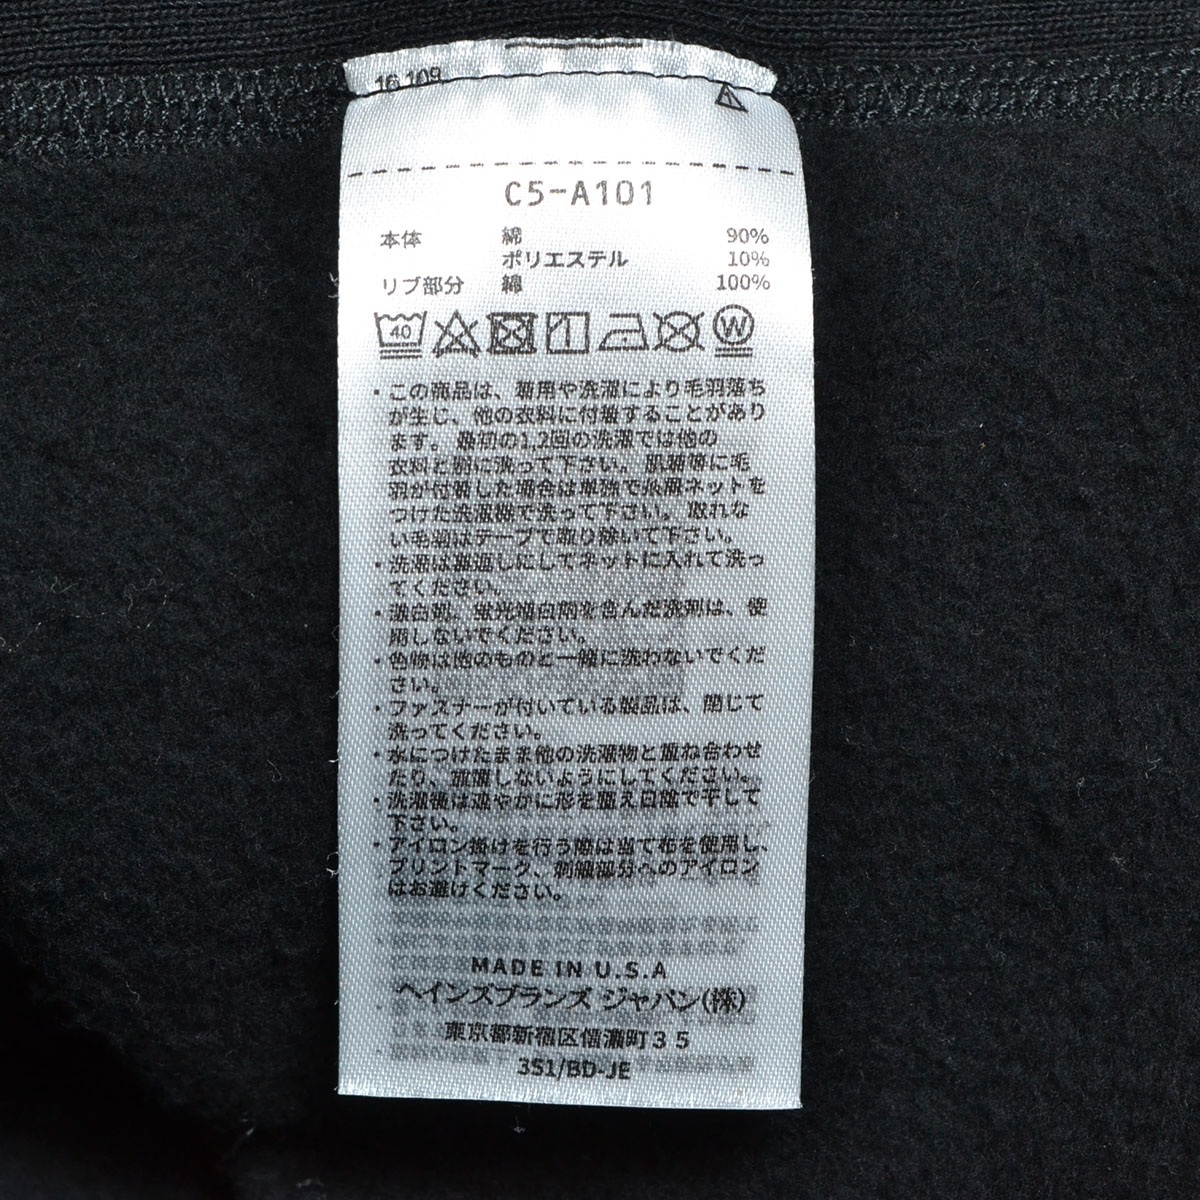 16 109
C5-A101
本体 綿 90%
ポリエステル 10%
リブ部分 綿 100%
40 W
・この商品は、着用や洗濯により毛羽落ち
が生じ、他の衣料に付着することがあり
ます。最初の1,2回の洗濯では他の
衣料と別に洗って下さい。肌着等に毛
羽が付着した場合は単独で糸屑ネットを
つけた洗濯機で洗って下さい。取れな
い毛羽はテープで取り除いて下さい。
・洗濯は裏返しにしてネットに入れて洗っ
てください。
・漂白剤、蛍光増白剤を含んだ洗剤は、使
用しないでください。
・色物は他のものと一緒に洗わないでくだ
さい。
・ファスナーが付いている製品は、閉じて
洗ってください。
・水につけたまま他の洗濯物と重ね合わせ
たり、放置しないようにしてください。
・洗濯後は速やかに形を整え日陰で干して
下さい。
・アイロン掛けを行う際は当て布を使用し、
プリントマーク、刺繍部分へのアイロン
はお避けください。
MADE IN U.S.A
ヘインズブランズ ジャパン(株)
東京都新宿区信濃町35
3S1/BD-JE